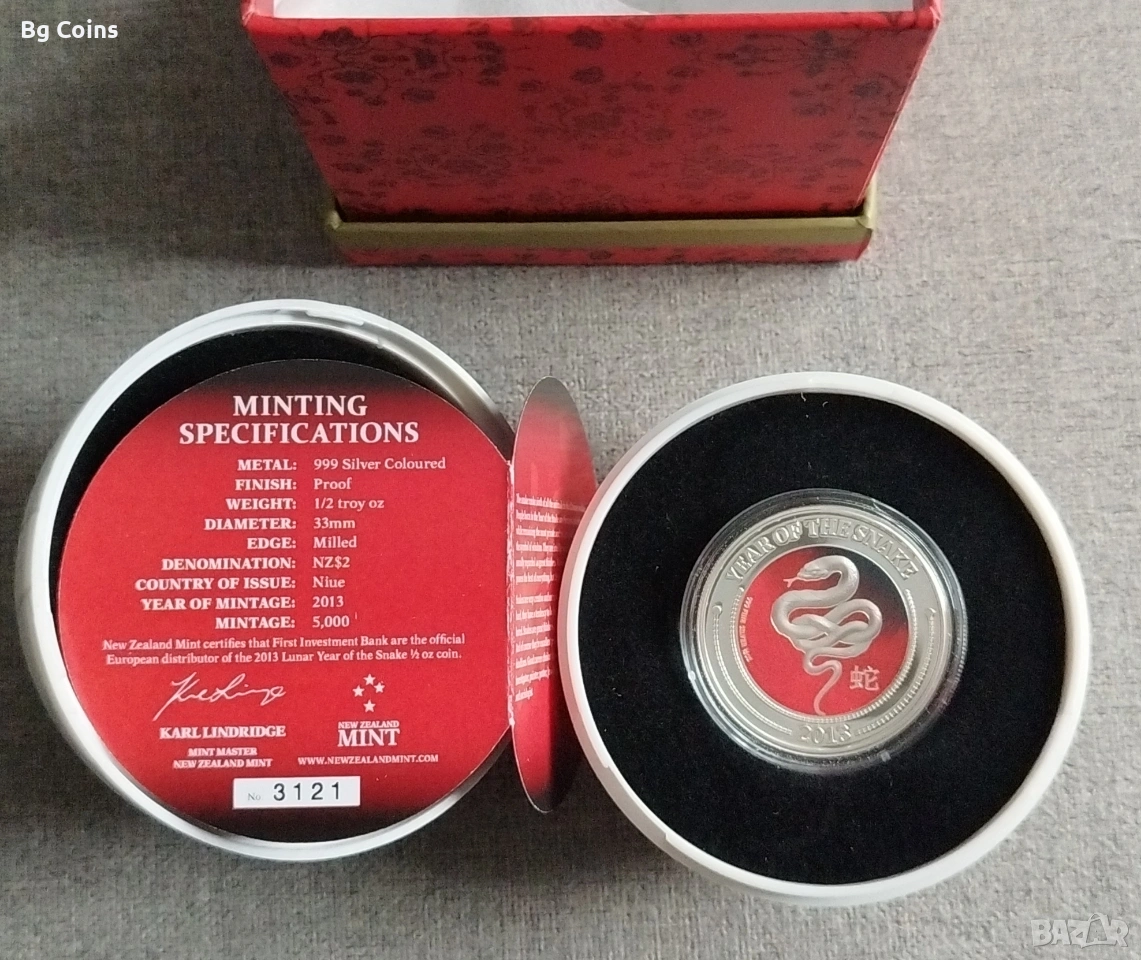 Bg Coins
MINTING
SPECIFICATIONS
METAL: 999 Silver Coloured
FINISH: Proof
WEIGHT: 1/2 troy oz
DIAMETER: 33mm
EDGE: Milled
DENOMINATION: NZ$2
COUNTRY OF ISSUE: Niue
YEAR OF MINTAGE: 2013
MINTAGE: 5,000
New Zealand Mint certifies that First Investment Bank are the official
European distributor of the 2013 Lunar Year of the Snake ½ oz coin.
KARL LINDRIDGE
MINT MASTER
NEW ZEALAND MINT
NEW ZEALAND
MINT
WWW.NEWZEALANDMINT.COM
No 3121
YEAR OF THE SNAKE
蛇
2013
BAZAR